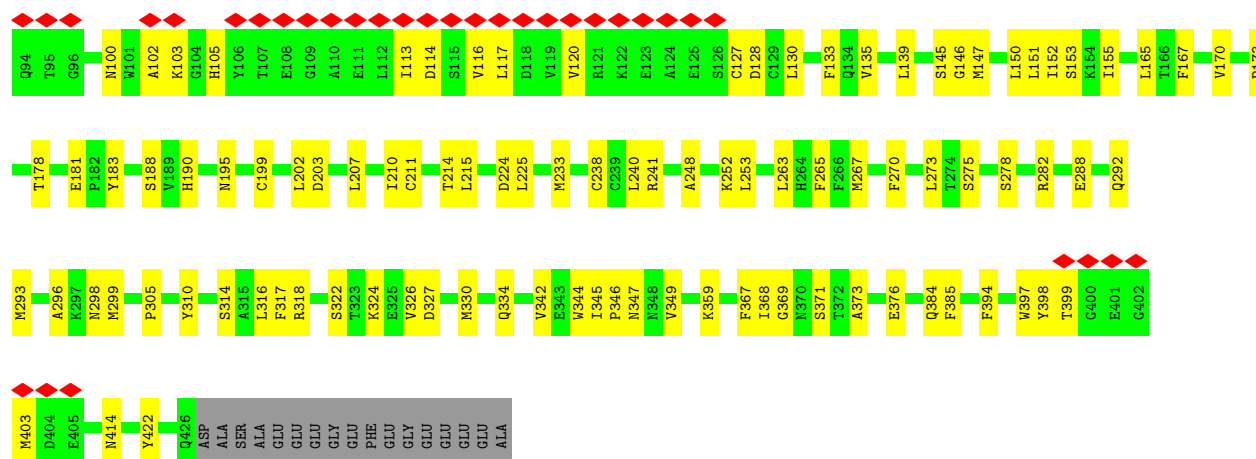 Q94 T95 G96 N100 W101 A102 K103 G104 H105 Y106 T107 E108 G109 A110 E111 L112 I113 D114 S115 V116 L117 D118 V119 V120 R121 K122 E123 A124 E125 S126 C127 D128 C129 L130 F133 Q134 V135 L139 S145 G146 M147 L150 L151 I152 S153 K154 I155 L165 T166 F167 V170
T178 E181 P182 Y183 S188 V189 H190 N195 C199 L202 D203 L207 I210 C211 T214 L215 D224 L225 M233 C238 C239 L240 R241 A248 K252 L253 L263 H264 F265 F266 M267 F270 L273 T274 S275 S278 R282 E288 Q292
M293 A296 K297 N298 M299 P305 Y310 S314 A315 L316 F317 R318 S322 T323 K324 E325 V326 D327 M330 Q334 V342 E343 W344 I345 P346 N347 N348 V349 K359 F367 I368 G369 N370 S371 T372 A373 E376 Q384 F385 F394 W397 Y398 T399 G400 E401 G402
M403 D404 E405 N414 Y422 Q426 ASP ALA SER ALA GLU GLU GLU GLY GLU PHE GLU GLY GLU GLU GLU GLU ALA